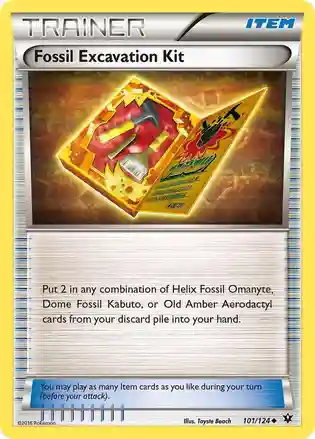 TRAINER
ITEM
Fossil Excavation Kit
Put 2 in any combination of Helix Fossil Omanyte,
Dome Fossil Kabuto, or Old Amber Aerodactyl
cards from your discard pile into your hand.
You may play as many Item cards as you like during your turn
(before your attack).
©2016 Pokémon
Illus. Toyste Beach
101/124